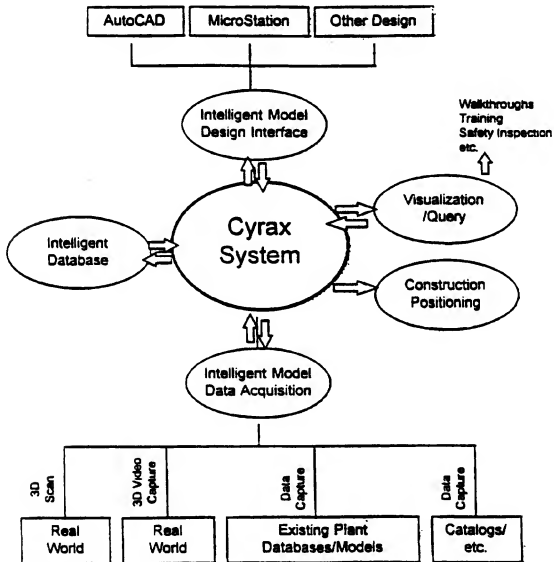 AutoCAD
MicroStation
Other Design
Intelligent Model
Design Interface
Walkthroughs
Training
Safety Inspection
etc.
Cyrax
System
Visualization
/Query
Intelligent
Database
Construction
Positioning
Intelligent Model
Data Acquisition
3D
Scan
3D Video
Capture
Data
Capture
Data
Capture
Real
World
Real
World
Existing Plant
Databases/Models
Catalogs/
etc.